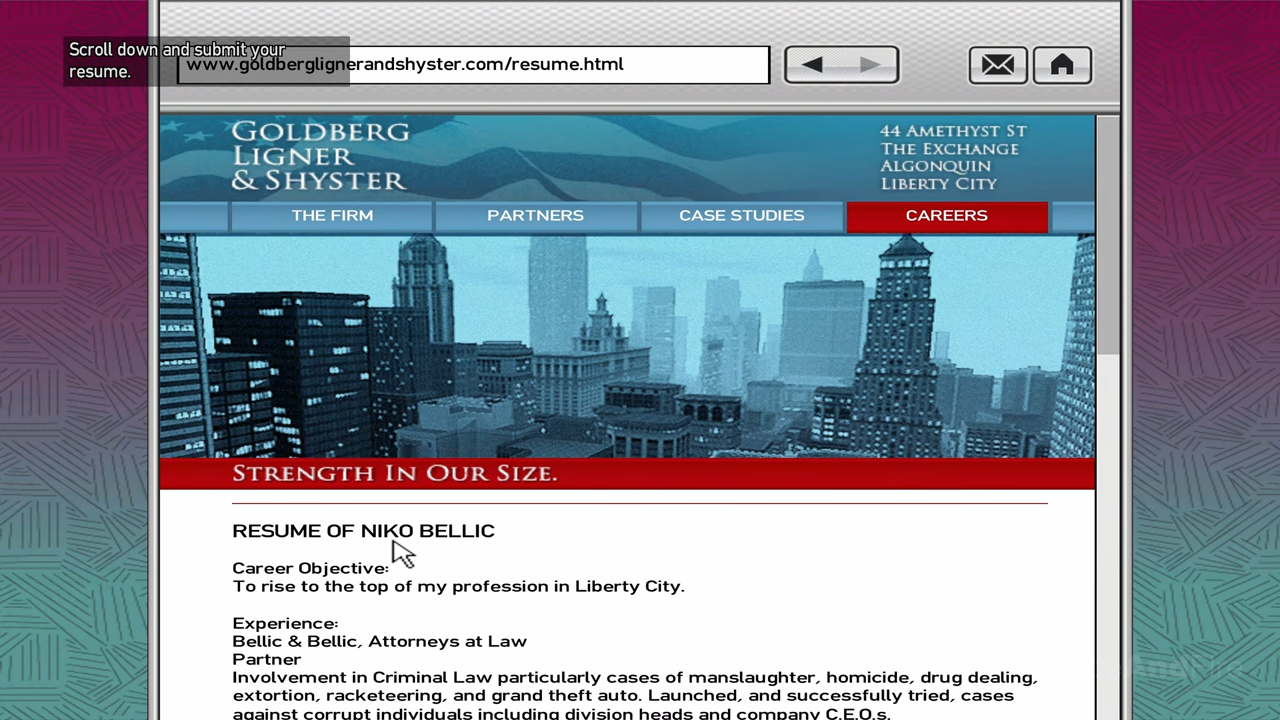 Scroll down and submit your
resume.
www.goldberglignerandshyster.com/resume.html
GOLDBERG
LIGNER
& SHYSTER
44 AMETHYST ST
THE EXCHANGE
ALGONQUIN
LIBERTY CITY
THE FIRM
PARTNERS
CASE STUDIES
CAREERS
STRENGTH IN OUR SIZE.
RESUME OF NIKO BELLIC
Career Objective:
To rise to the top of my profession in Liberty City.
Experience:
Bellic & Bellic, Attorneys at Law
Partner
Involvement in Criminal Law particularly cases of manslaughter, homicide, drug dealing,
extortion, racketeering, and grand theft auto. Launched, and successfully tried, cases
against corrupt individuals including division heads and company C.E.O.s.